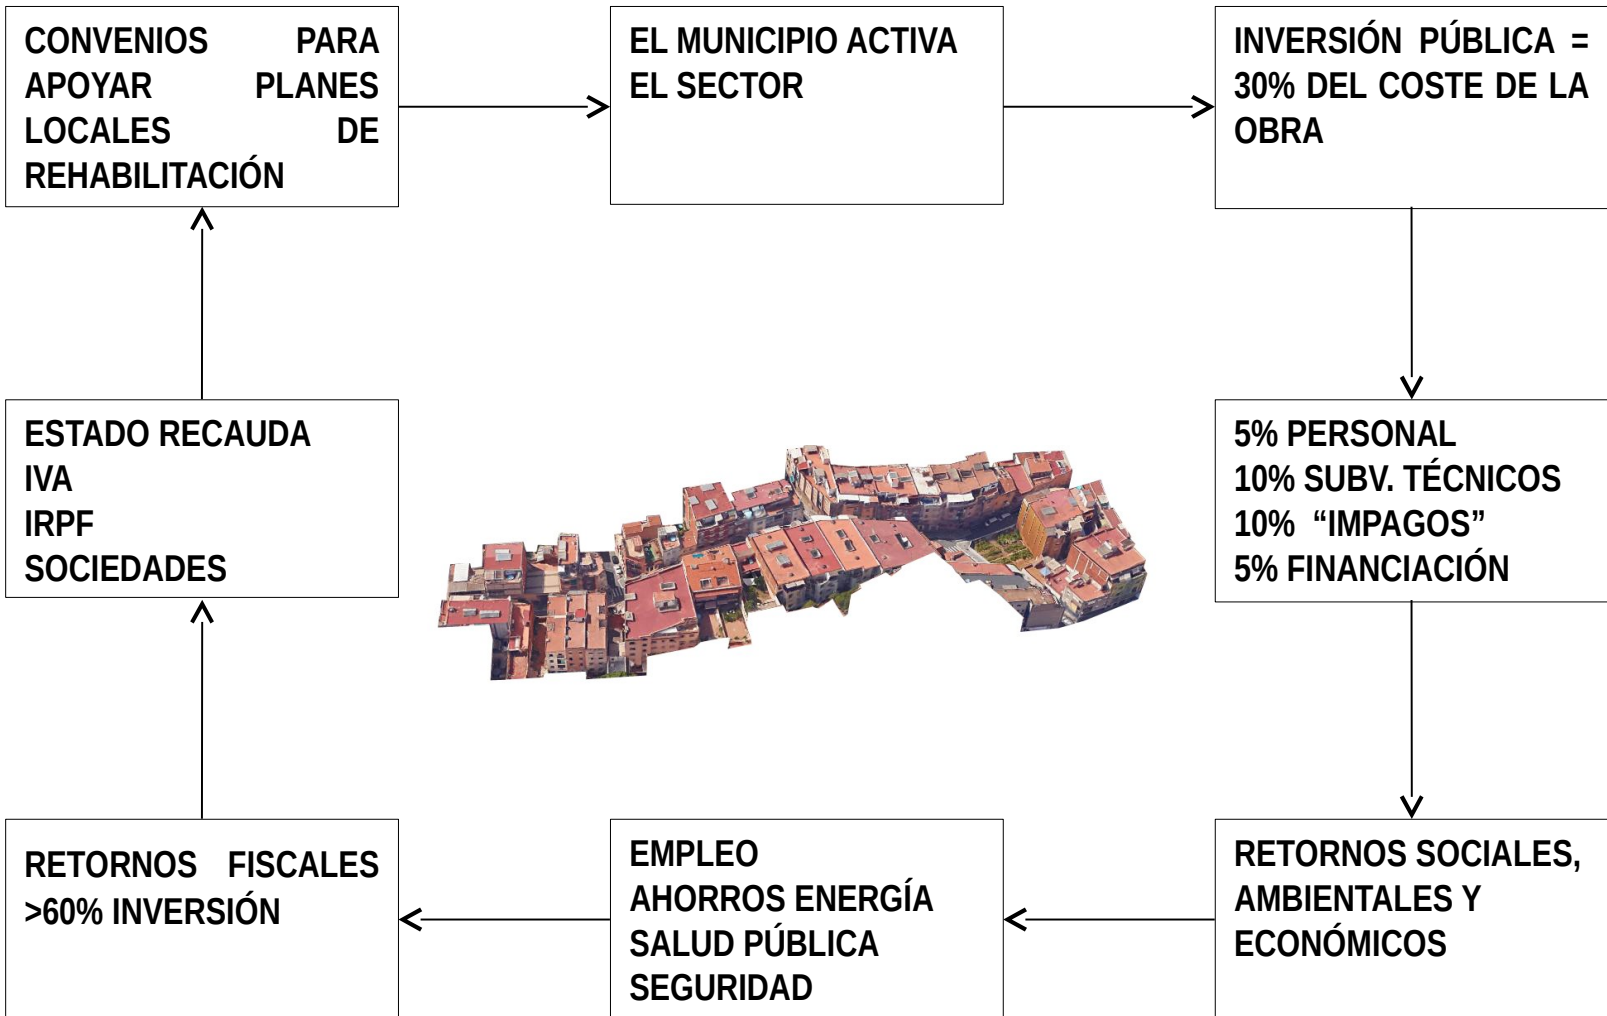 CONVENIOS PARA
APOYAR PLANES
LOCALES DE
REHABILITACIÓN
EL MUNICIPIO ACTIVA
EL SECTOR
INVERSIÓN PÚBLICA =
30% DEL COSTE DE LA
OBRA
ESTADO RECAUDA
IVA
IRPF
SOCIEDADES
5% PERSONAL
10% SUBV. TÉCNICOS
10% “IMPAGOS”
5% FINANCIACIÓN
RETORNOS FISCALES
>60% INVERSIÓN
EMPLEO
AHORROS ENERGÍA
SALUD PÚBLICA
SEGURIDAD
RETORNOS SOCIALES,
AMBIENTALES Y
ECONÓMICOS